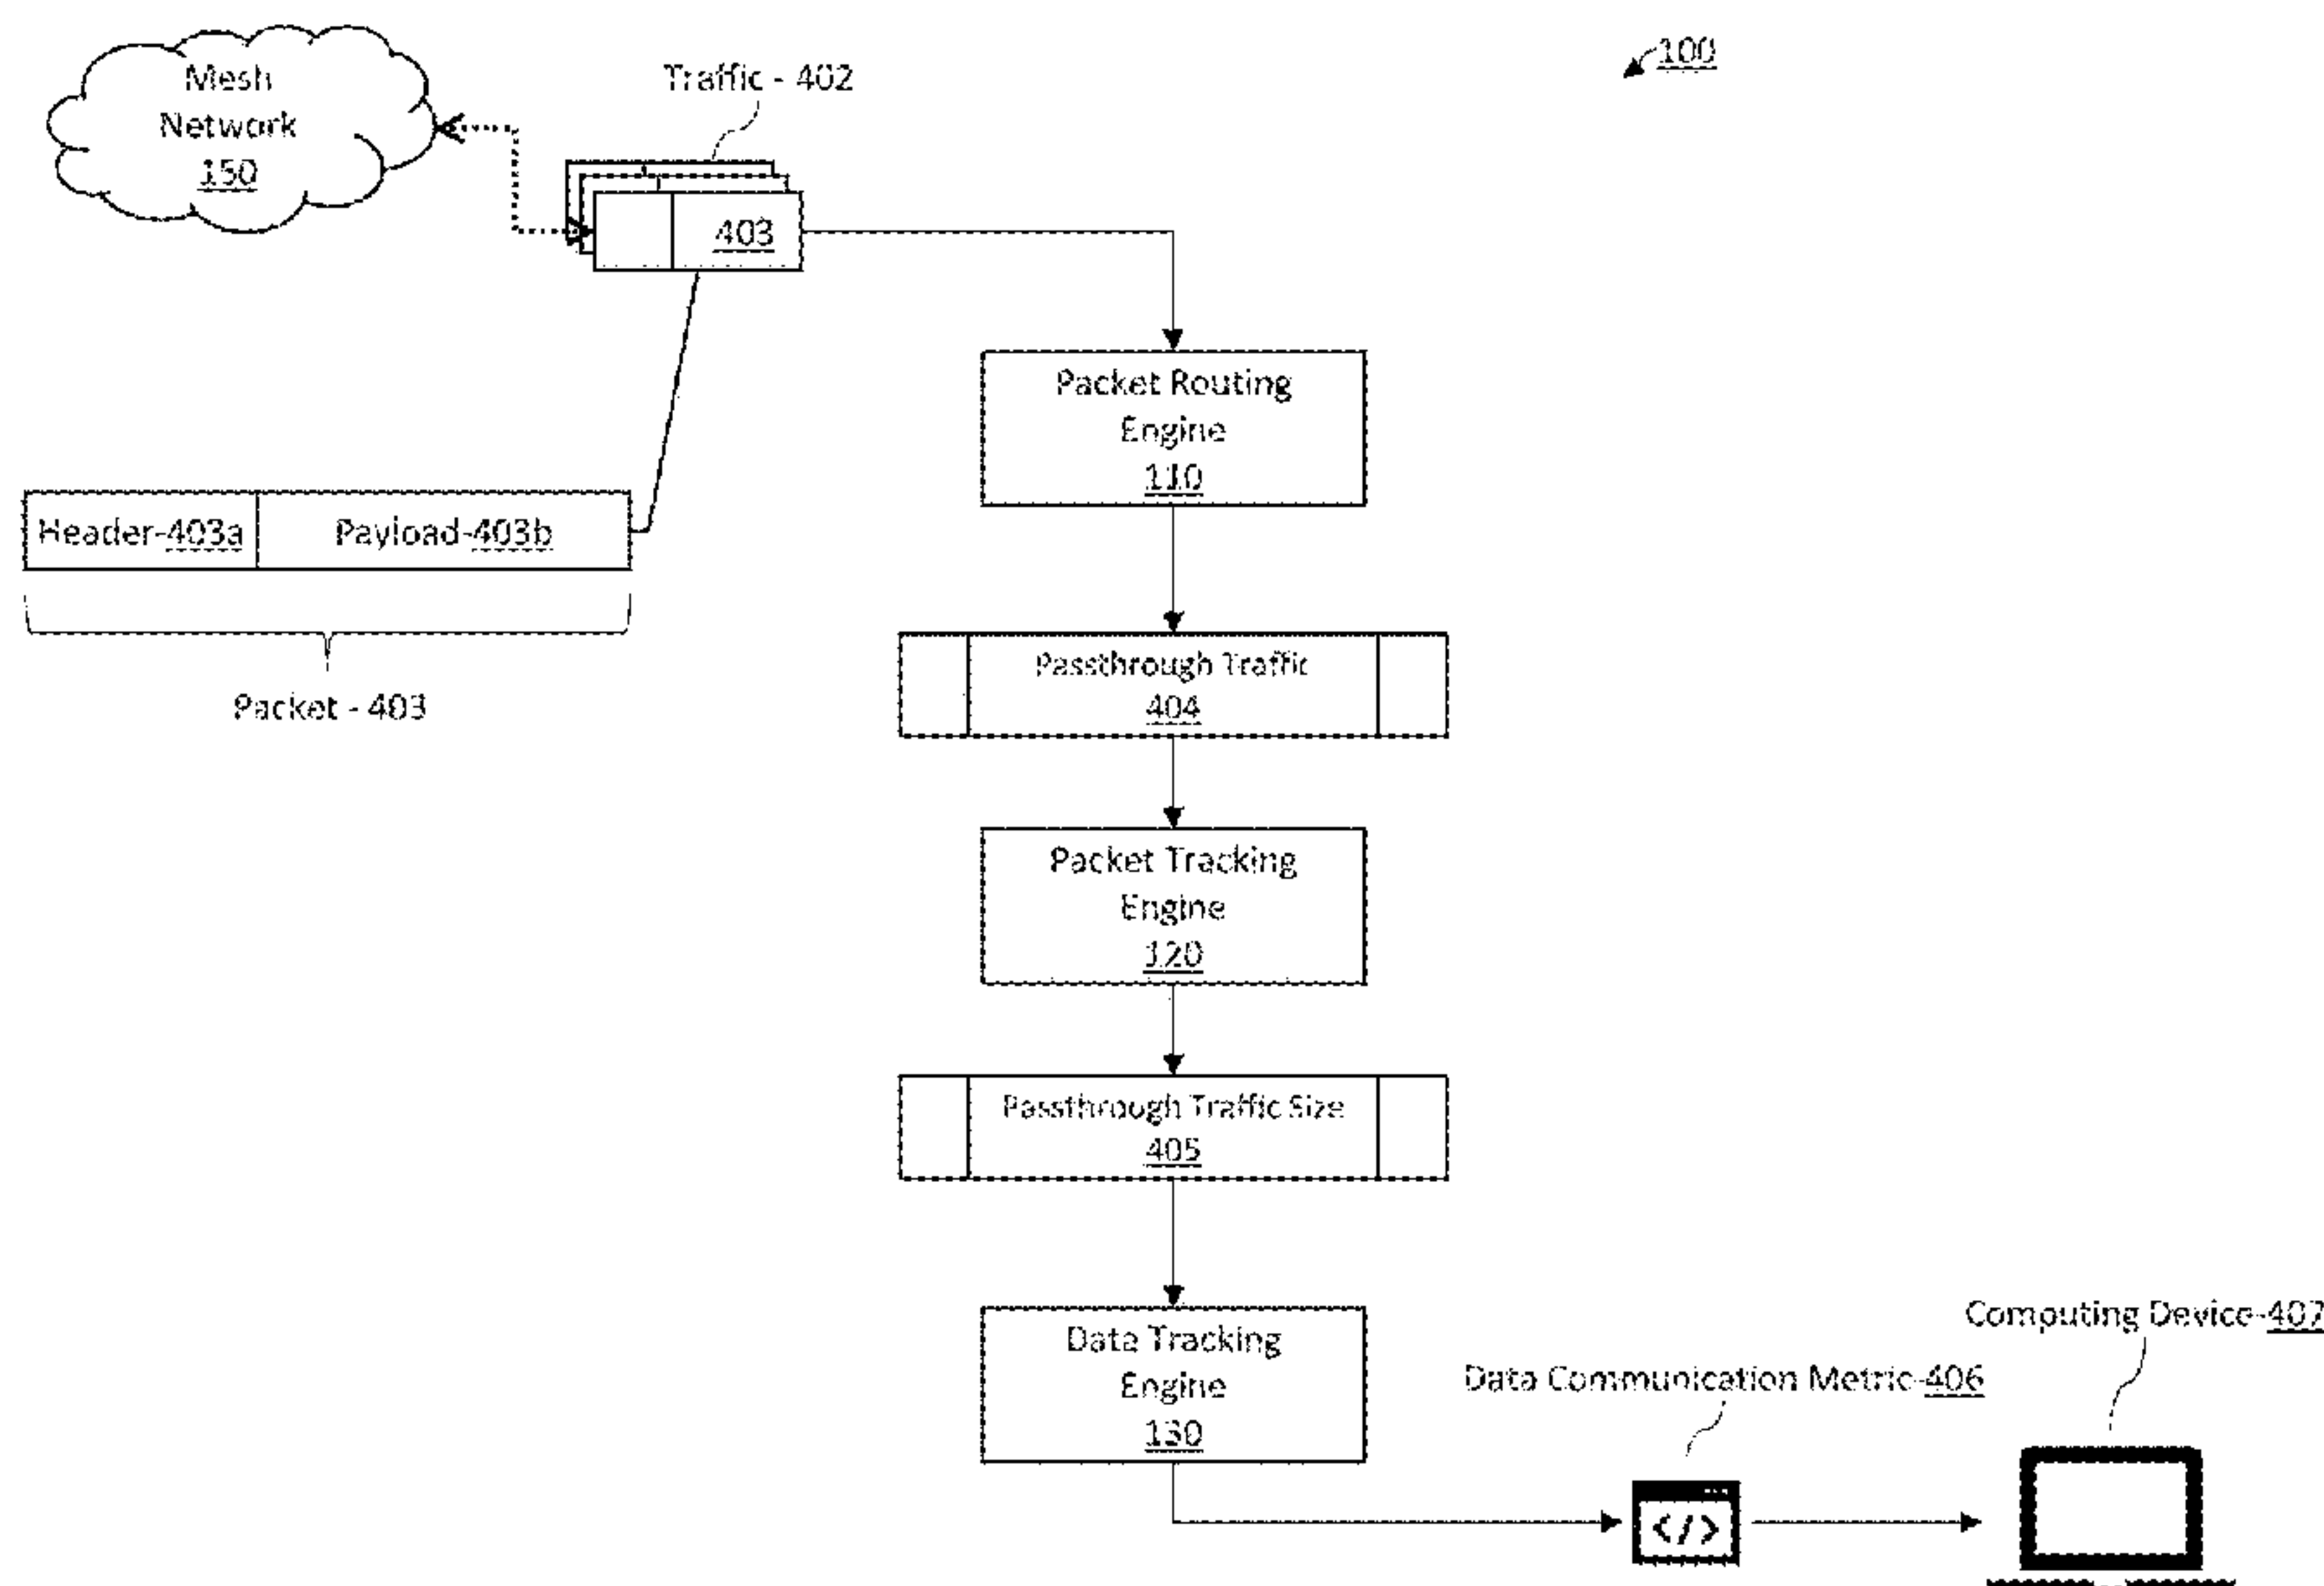 100
Mesh
Network
150
Traffic - 402
403
Packet Routing
Engine
110
Header-403a
Payload-403b
Packet - 403
Passthrough Traffic
404
Packet Tracking
Engine
120
Passthrough Traffic Size
405
Data Tracking
Engine
130
Data Communication Metric-406
Computing Device-407